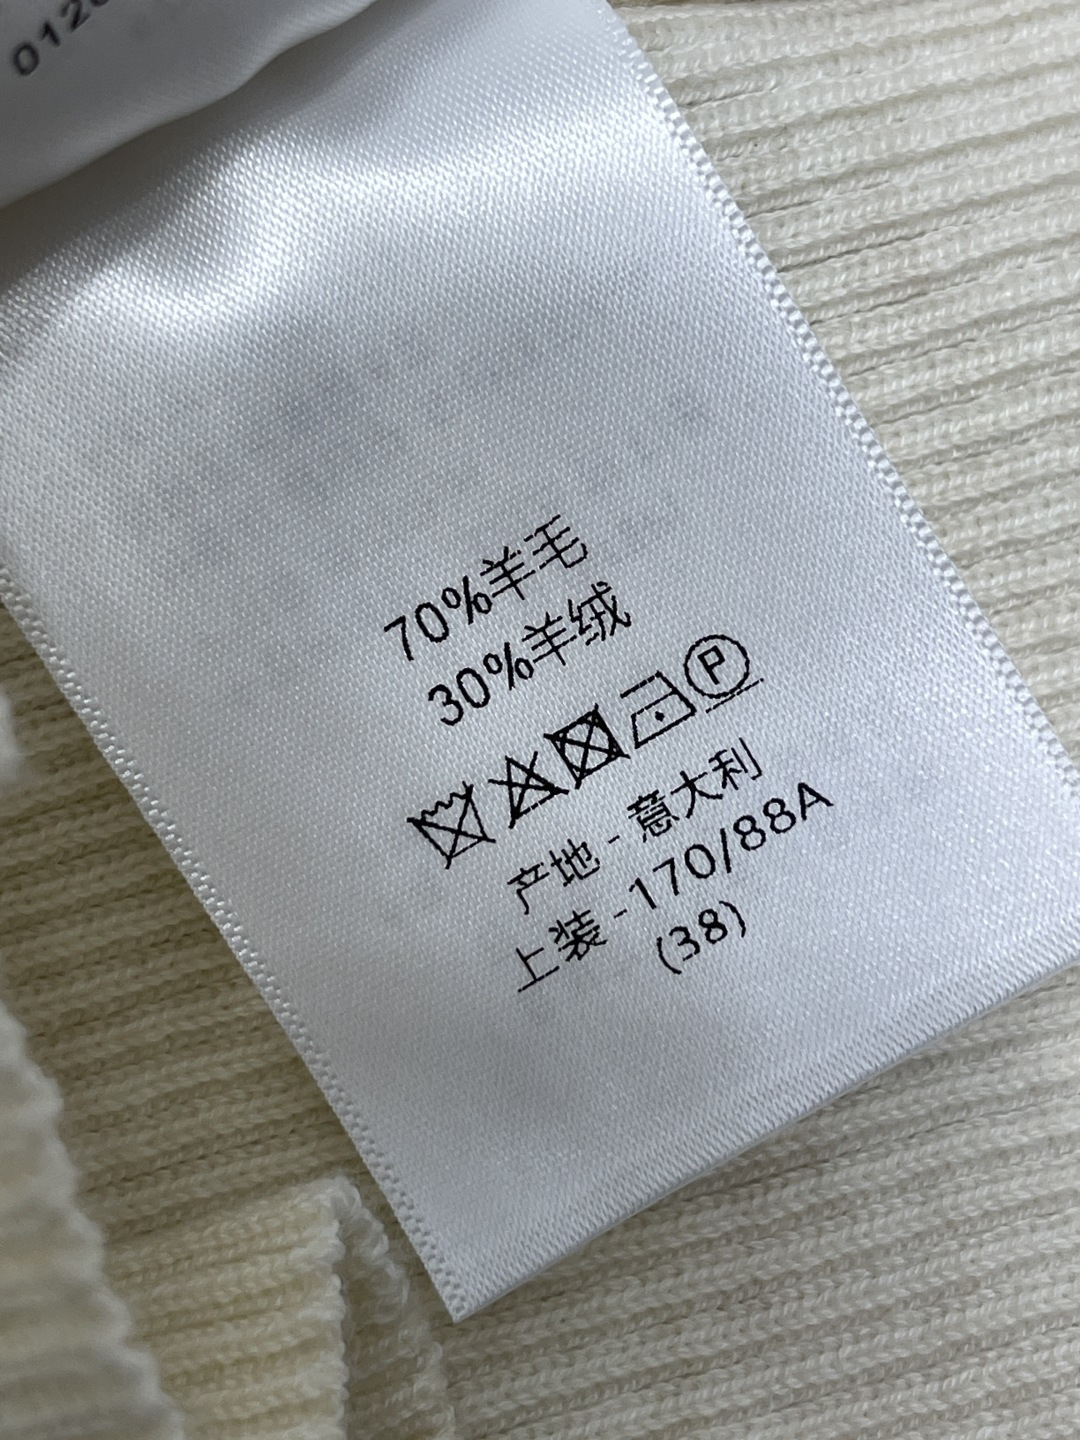 70%羊毛
30%羊绒
P
产地 - 意大利
上装 -170/88A
(38)